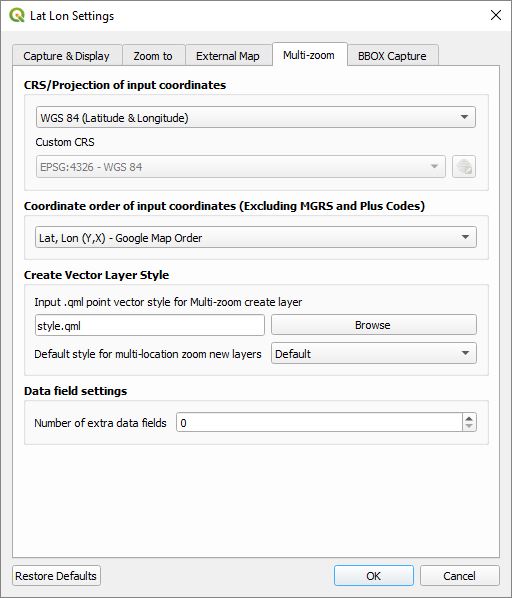 Lat Lon Settings
Capture & Display
Zoom to
External Map
Multi-zoom
BBOX Capture
CRS/Projection of input coordinates
WGS 84 (Latitude & Longitude)
Custom CRS
EPSG:4326 - WGS 84
Coordinate order of input coordinates (Excluding MGRS and Plus Codes)
Lat, Lon (Y,X) - Google Map Order
Create Vector Layer Style
Input .qml point vector style for Multi-zoom create layer
style.qml
Browse
Default style for multi-location zoom new layers
Default
Data field settings
Number of extra data fields
0
Restore Defaults
OK
Cancel